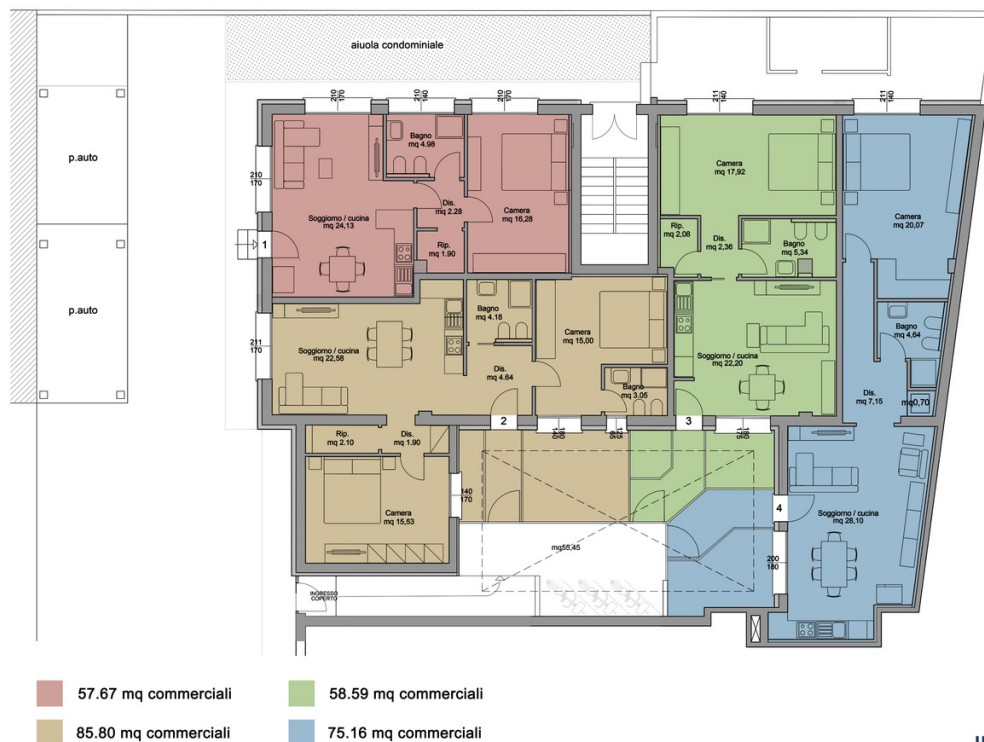 aiuola condominiale
p.auto
p.auto
210
170
210
140
210
170
211
140
211
140
210
170
211
170
1
Bagno
mq 4.98
Soggiorno / cucina
mq 24,13
Dis.
mq 2.28
Rip.
mq 1.90
Camera
mq 16,28
Camera
mq 17,92
Rip.
mq 2,08
Dis.
mq 2,36
Bagno
mq 5,34
Camera
mq 20,07
Soggiorno / cucina
mq 22,58
Bagno
mq 4.18
Camera
mq 15,00
Dis.
mq 4.64
Bagno
mq 3.05
Soggiorno / cucina
mq 22,20
Bagno
mq 4,64
Dis.
mq 7,15
mq0,70
2
180
140
125
65
3
180
175
Rip.
mq 2.10
Dis.
mq 1.90
Camera
mq 15,53
140
170
mq55,45
4
200
180
Soggiorno / cucina
mq 28,10
INGRESSO
COPERTO
57.67 mq commerciali
58.59 mq commerciali
85.80 mq commerciali
75.16 mq commerciali